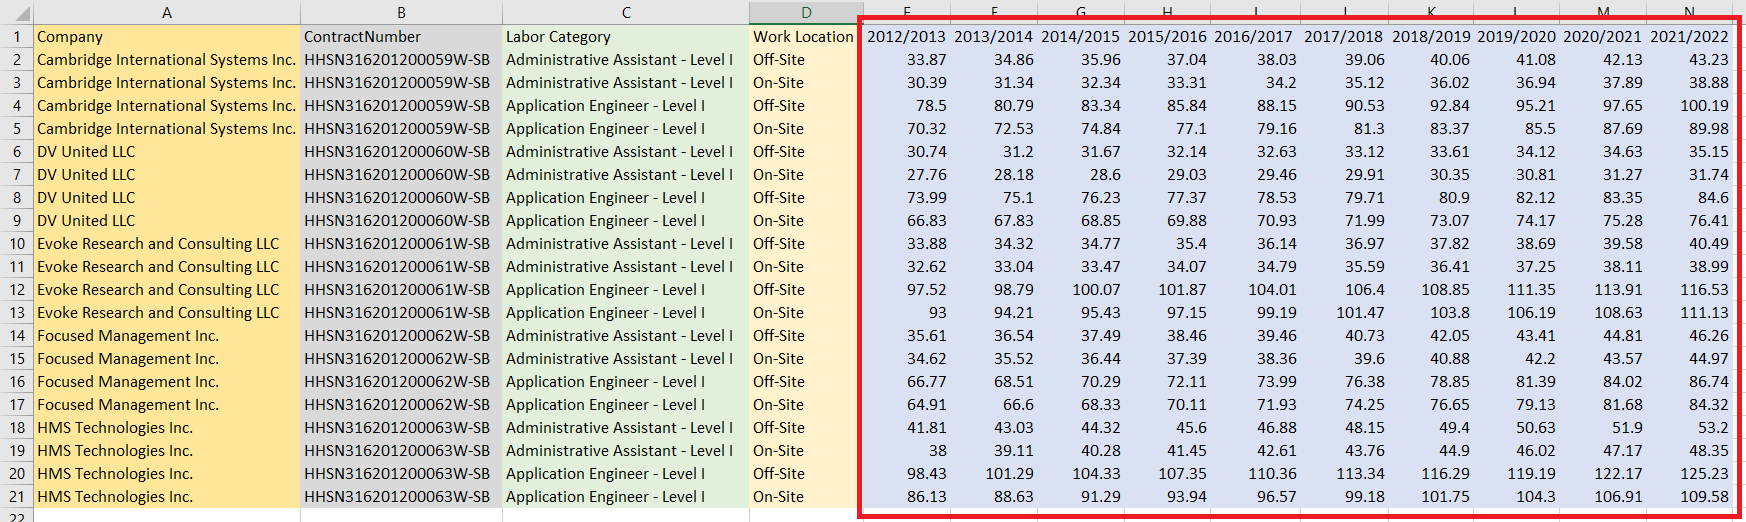 A B C D E F G H I J K L M N
1 Company ContractNumber Labor Category Work Location 2012/2013 2013/2014 2014/2015 2015/2016 2016/2017 2017/2018 2018/2019 2019/2020 2020/2021 2021/2022
2 Cambridge International Systems Inc. HHSN316201200059W-SB Administrative Assistant - Level I Off-Site 33.87 34.86 35.96 37.04 38.03 39.06 40.06 41.08 42.13 43.23
3 Cambridge International Systems Inc. HHSN316201200059W-SB Administrative Assistant - Level I On-Site 30.39 31.34 32.34 33.31 34.2 35.12 36.02 36.94 37.89 38.88
4 Cambridge International Systems Inc. HHSN316201200059W-SB Application Engineer - Level I Off-Site 78.5 80.79 83.34 85.84 88.15 90.53 92.84 95.21 97.65 100.19
5 Cambridge International Systems Inc. HHSN316201200059W-SB Application Engineer - Level I On-Site 70.32 72.53 74.84 77.1 79.16 81.3 83.37 85.5 87.69 89.98
6 DV United LLC HHSN316201200060W-SB Administrative Assistant - Level I Off-Site 30.74 31.2 31.67 32.14 32.63 33.12 33.61 34.12 34.63 35.15
7 DV United LLC HHSN316201200060W-SB Administrative Assistant - Level I On-Site 27.76 28.18 28.6 29.03 29.46 29.91 30.35 30.81 31.27 31.74
8 DV United LLC HHSN316201200060W-SB Application Engineer - Level I Off-Site 73.99 75.1 76.23 77.37 78.53 79.71 80.9 82.12 83.35 84.6
9 DV United LLC HHSN316201200060W-SB Application Engineer - Level I On-Site 66.83 67.83 68.85 69.88 70.93 71.99 73.07 74.17 75.28 76.41
10 Evoke Research and Consulting LLC HHSN316201200061W-SB Administrative Assistant - Level I Off-Site 33.88 34.32 34.77 35.4 36.14 36.97 37.82 38.69 39.58 40.49
11 Evoke Research and Consulting LLC HHSN316201200061W-SB Administrative Assistant - Level I On-Site 32.62 33.04 33.47 34.07 34.79 35.59 36.41 37.25 38.11 38.99
12 Evoke Research and Consulting LLC HHSN316201200061W-SB Application Engineer - Level I Off-Site 97.52 98.79 100.07 101.87 104.01 106.4 108.85 111.35 113.91 116.53
13 Evoke Research and Consulting LLC HHSN316201200061W-SB Application Engineer - Level I On-Site 93 94.21 95.43 97.15 99.19 101.47 103.8 106.19 108.63 111.13
14 Focused Management Inc. HHSN316201200062W-SB Administrative Assistant - Level I Off-Site 35.61 36.54 37.49 38.46 39.46 40.73 42.05 43.41 44.81 46.26
15 Focused Management Inc. HHSN316201200062W-SB Administrative Assistant - Level I On-Site 34.62 35.52 36.44 37.39 38.36 39.6 40.88 42.2 43.57 44.97
16 Focused Management Inc. HHSN316201200062W-SB Application Engineer - Level I Off-Site 66.77 68.51 70.29 72.11 73.99 76.38 78.85 81.39 84.02 86.74
17 Focused Management Inc. HHSN316201200062W-SB Application Engineer - Level I On-Site 64.91 66.6 68.33 70.11 71.93 74.25 76.65 79.13 81.68 84.32
18 HMS Technologies Inc. HHSN316201200063W-SB Administrative Assistant - Level I Off-Site 41.81 43.03 44.32 45.6 46.88 48.15 49.4 50.63 51.9 53.2
19 HMS Technologies Inc. HHSN316201200063W-SB Administrative Assistant - Level I On-Site 38 39.11 40.28 41.45 42.61 43.76 44.9 46.02 47.17 48.35
20 HMS Technologies Inc. HHSN316201200063W-SB Application Engineer - Level I Off-Site 98.43 101.29 104.33 107.35 110.36 113.34 116.29 119.19 122.17 125.23
21 HMS Technologies Inc. HHSN316201200063W-SB Application Engineer - Level I On-Site 86.13 88.63 91.29 93.94 96.57 99.18 101.75 104.3 106.91 109.58
22